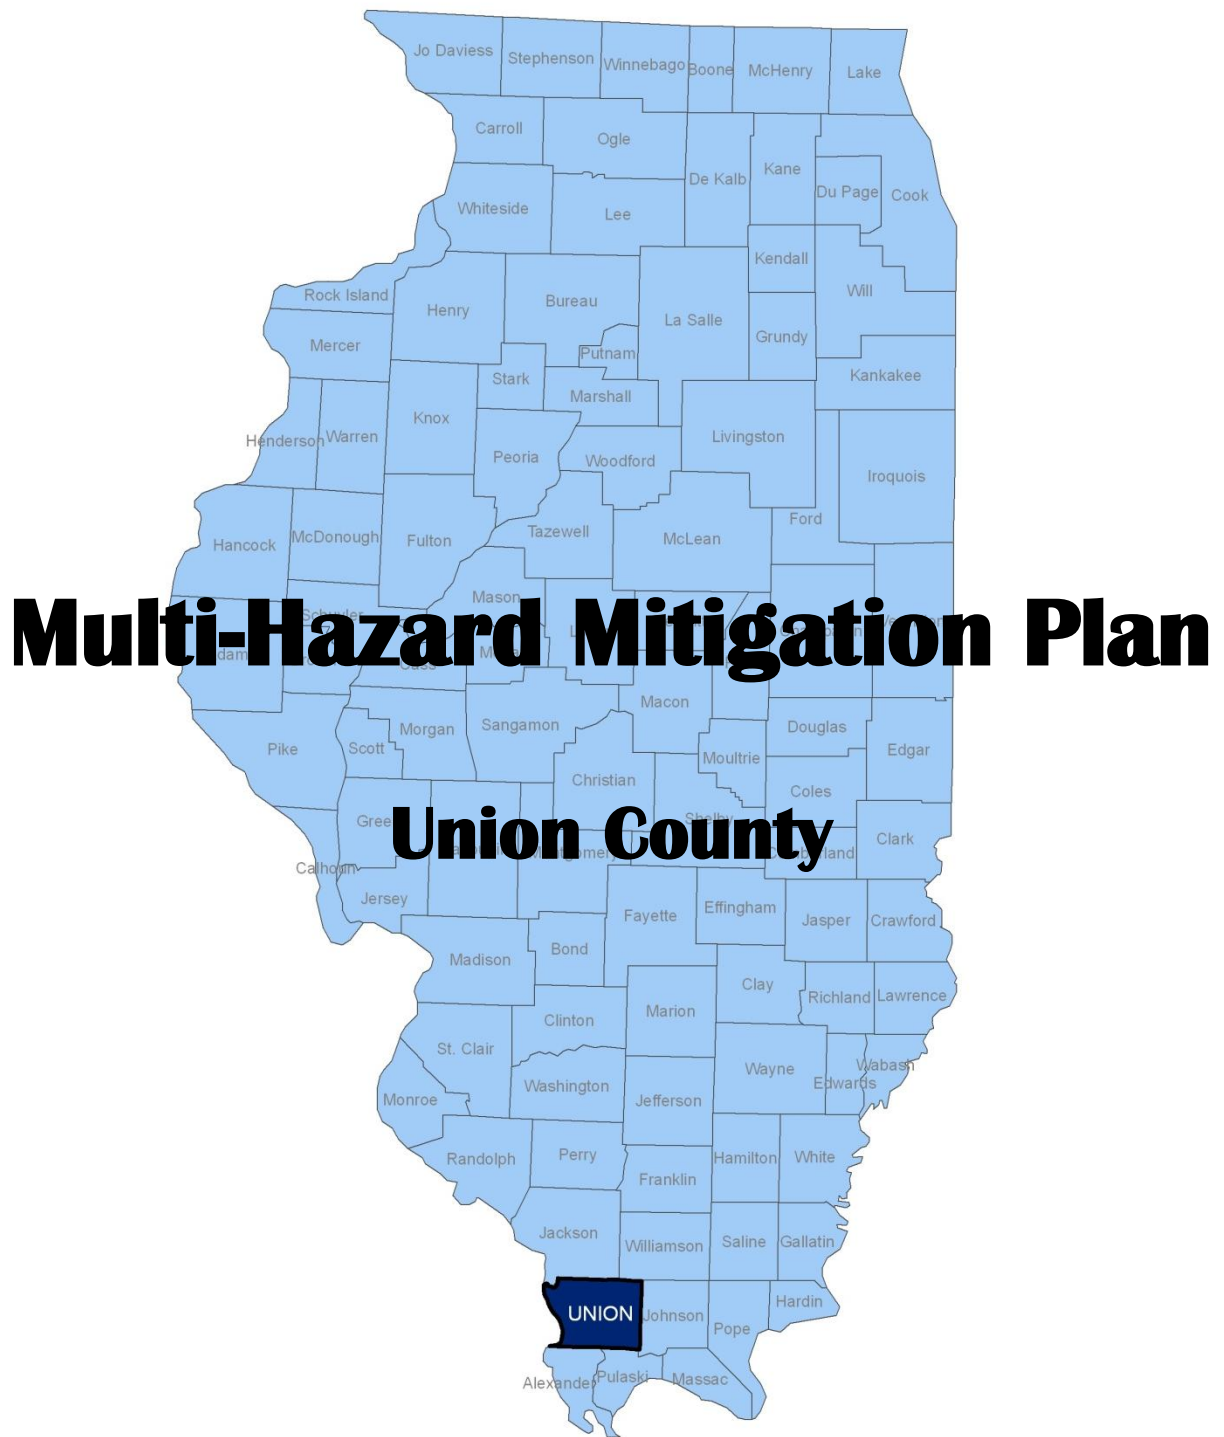 Jo Daviess
Stephenson
Winnebago
Boone
McHenry
Lake
Carroll
Ogle
De Kalb
Kane
Du Page
Cook
Whiteside
Lee
Kendall
Will
Rock Island
Henry
Bureau
La Salle
Grundy
Mercer
Putnam
Kankakee
Stark
Marshall
Knox
Henderson
Warren
Livingston
Peoria
Woodford
Iroquois
Ford
Hancock
McDonough
Fulton
Tazewell
McLean
Mason
Schuyler
Multi-Hazard Mitigation Plan
Cass
Macon
Pike
Scott
Morgan
Sangamon
Douglas
Moultrie
Edgar
Christian
Coles
Shelby
Union County
Clark
Calhoun
Jersey
Fayette
Effingham
Jasper
Crawford
Madison
Bond
Clay
Richland
Lawrence
Clinton
Marion
St. Clair
Wayne
Wabash
Edwards
Washington
Monroe
Jefferson
Randolph
Perry
Hamilton
White
Franklin
Jackson
Williamson
Saline
Gallatin
UNION
Johnson
Hardin
Pope
Alexander
Pulaski
Massac